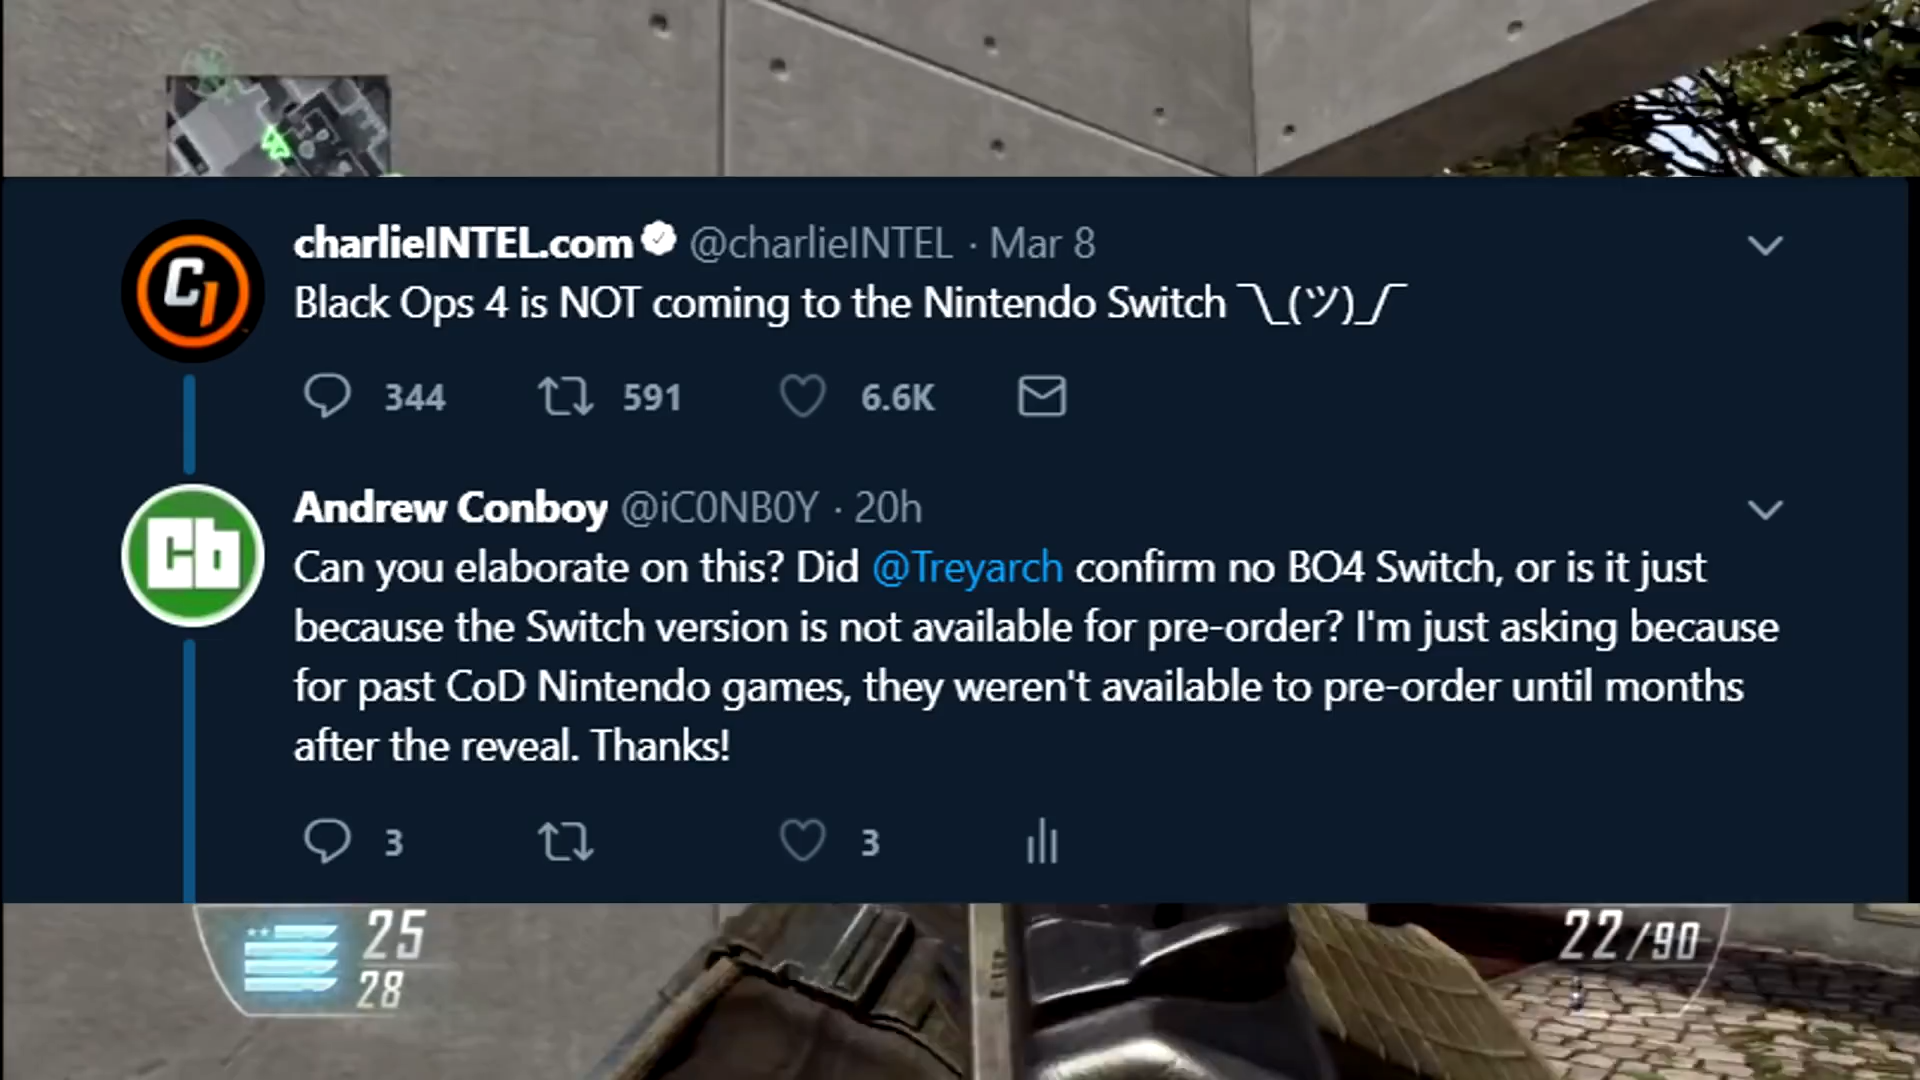 charlieINTEL.com @charlieINTEL · Mar 8
Black Ops 4 is NOT coming to the Nintendo Switch ¯\_(ツ)_/¯
344 591 6.6K
Andrew Conboy @iC0NB0Y · 20h
Can you elaborate on this? Did @Treyarch confirm no BO4 Switch, or is it just
because the Switch version is not available for pre-order? I'm just asking because
for past CoD Nintendo games, they weren't available to pre-order until months
after the reveal. Thanks!
3 3
25
28
22/90
CI
Cb